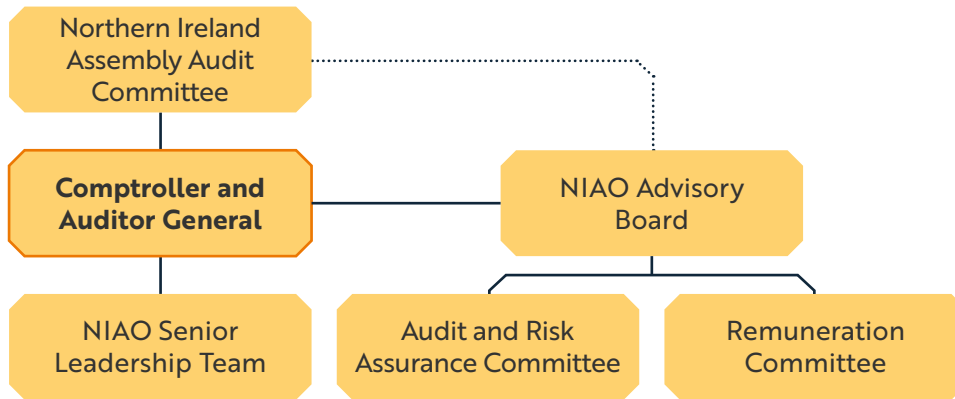 Northern Ireland
Assembly Audit
Committee
Comptroller and
Auditor General
NIAO Advisory
Board
NIAO Senior
Leadership Team
Audit and Risk
Assurance Committee
Remuneration
Committee